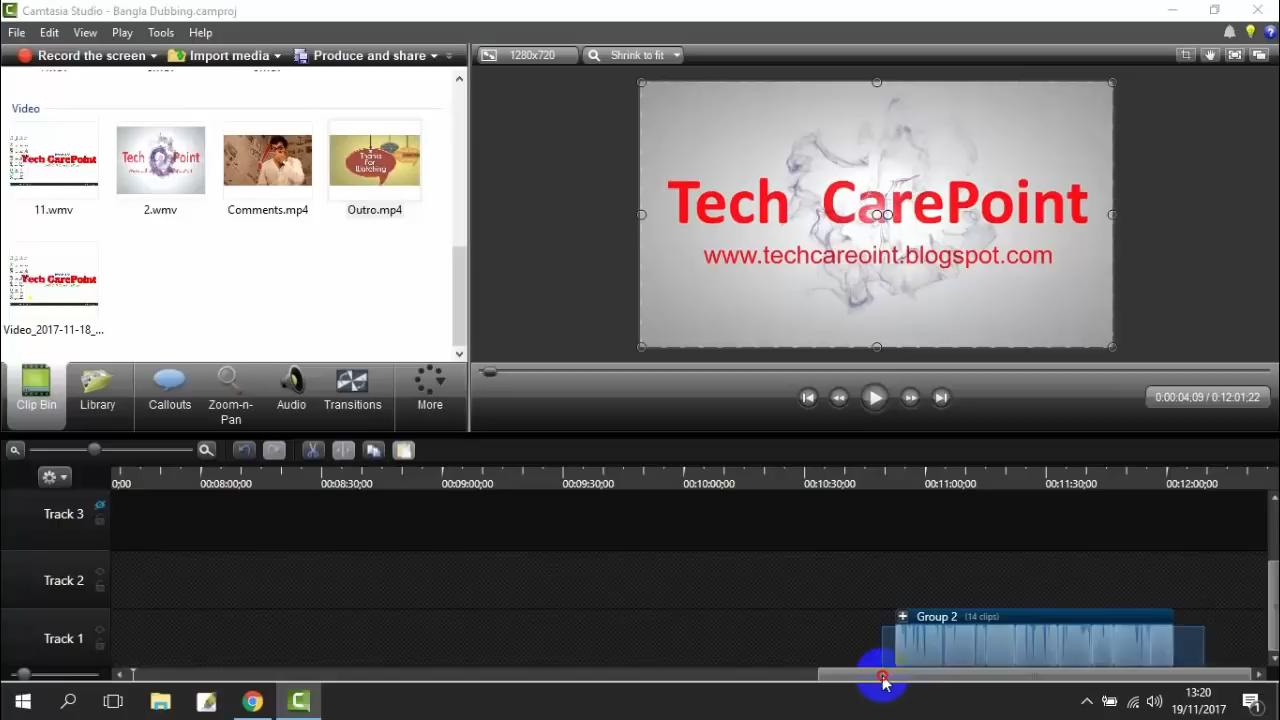 Camtasia Studio - Bangla Dubbing.camproj
File Edit View Play Tools Help
Record the screen Import media Produce and share 1280x720 Shrink to fit
Video
11.wmv 2.wmv Comments.mp4 Outro.mp4
Video_2017-11-18_...
Tech CarePoint
www.techcareoint.blogspot.com
Clip Bin Library Callouts Zoom-n-Pan Audio Transitions More
0:00:04;09 / 0:12:01;22
0;00 00:08:00;00 00:08:30;00 00:09:00;00 00:09:30;00 00:10:00;00 00:10:30;00 00:11:00;00 00:11:30;00 00:12:00;00
Track 3
Track 2
Group 2 (14 clips)
Track 1
13:20
19/11/2017